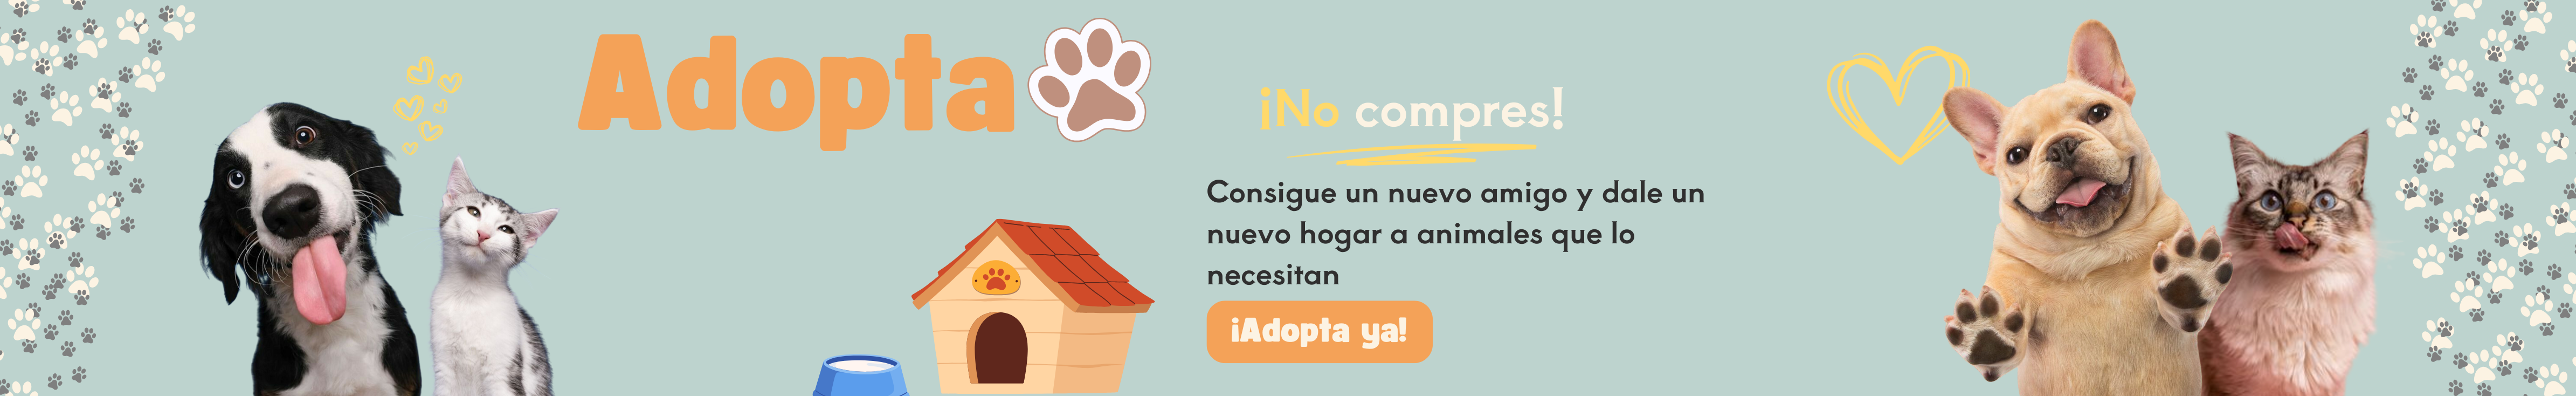 Adopta
¡No compres!
Consigue un nuevo amigo y dale un
nuevo hogar a animales que lo
necesitan
¡Adopta ya!